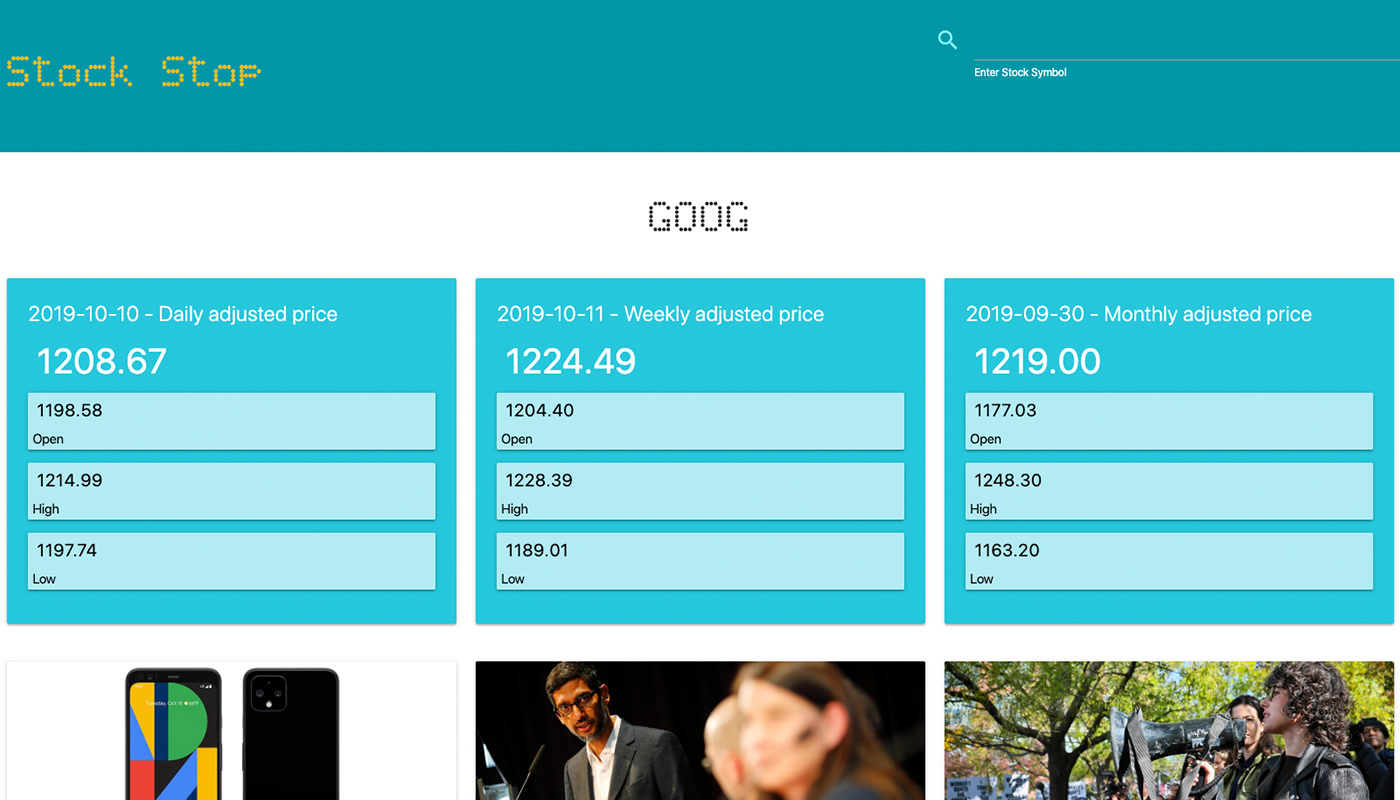 Stock Stop
Enter Stock Symbol
GOOG
2019-10-10 - Daily adjusted price
1208.67
1198.58
Open
1214.99
High
1197.74
Low
2019-10-11 - Weekly adjusted price
1224.49
1204.40
Open
1228.39
High
1189.01
Low
2019-09-30 - Monthly adjusted price
1219.00
1177.03
Open
1248.30
High
1163.20
Low